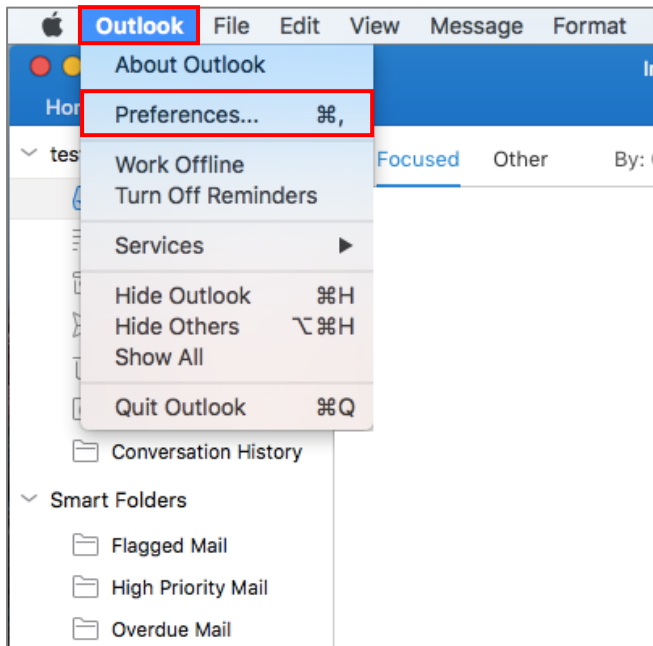 Outlook File Edit View Message Format
About Outlook
Preferences... ⌘,
Focused Other By:
Work Offline
Turn Off Reminders
Services ▶
Hide Outlook ⌘H
Hide Others ⌥⌘H
Show All
Quit Outlook ⌘Q
Conversation History
Smart Folders
Flagged Mail
High Priority Mail
Overdue Mail